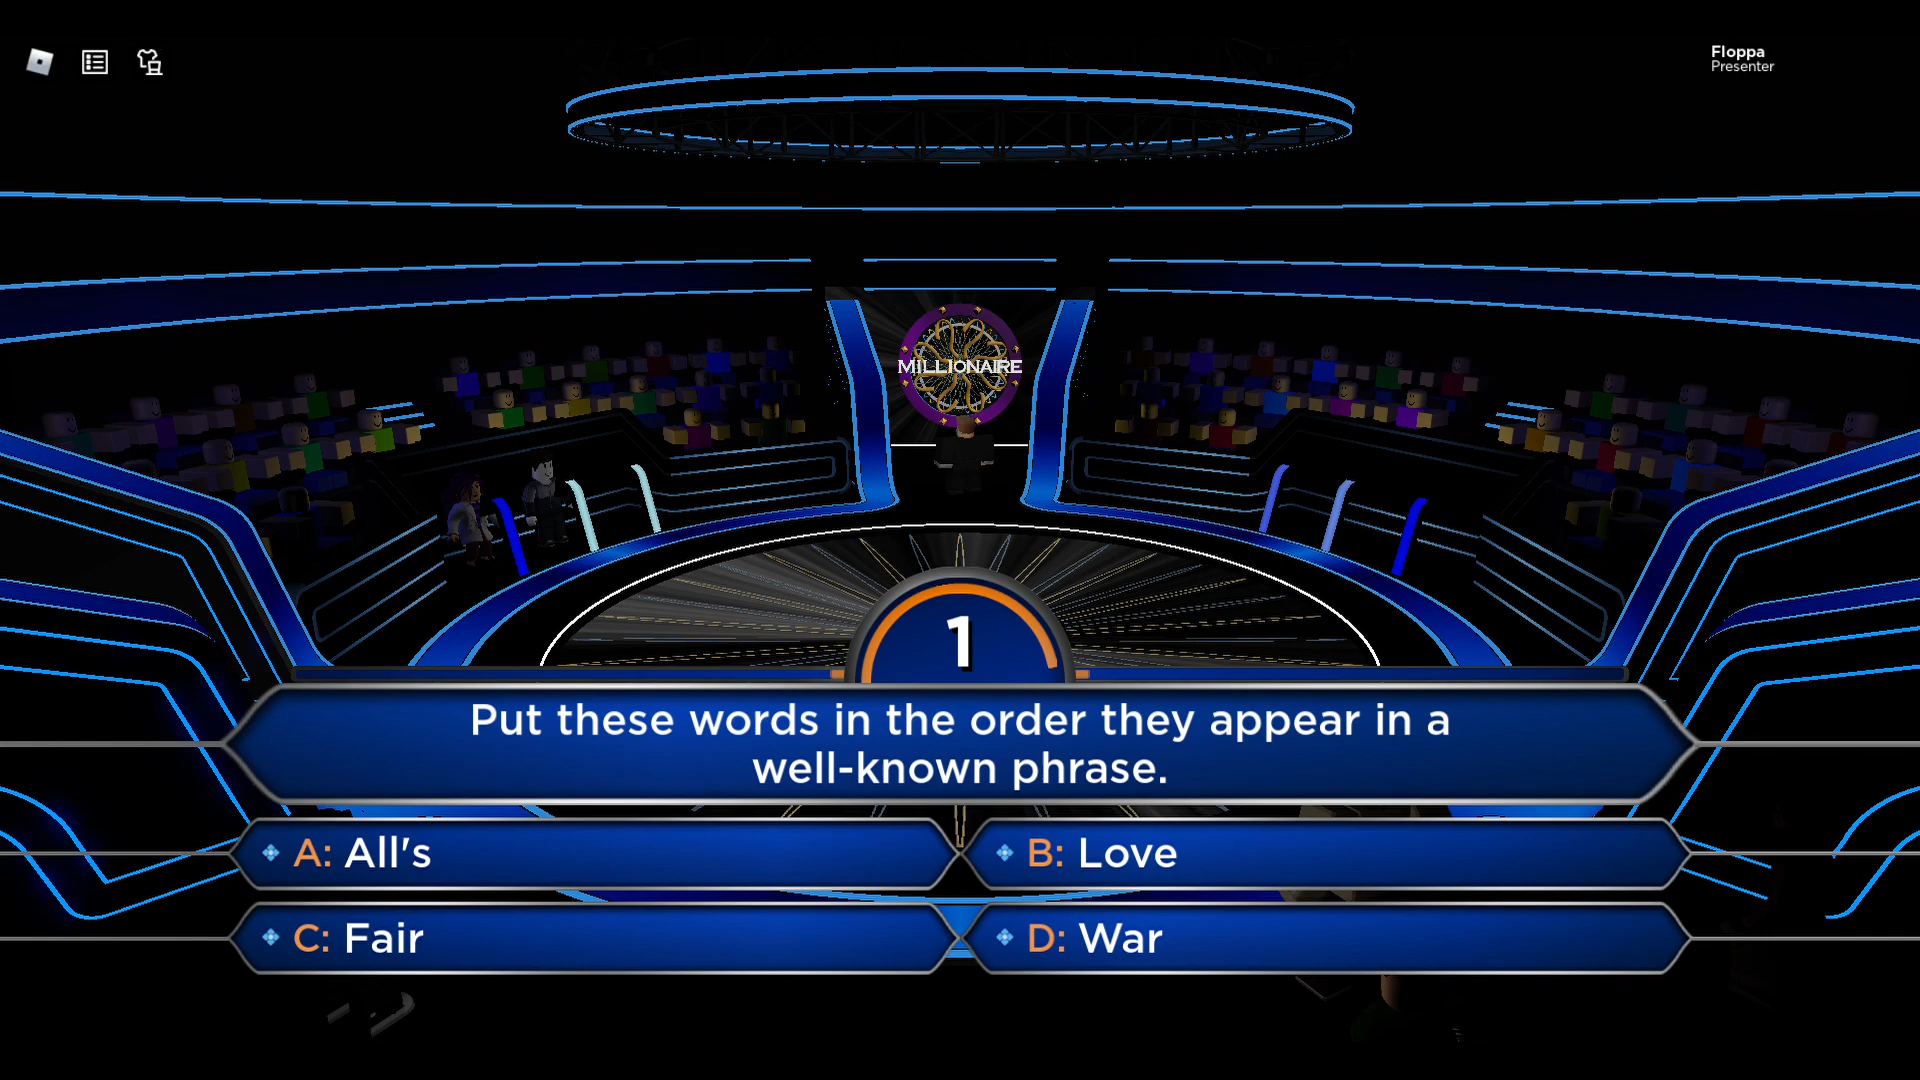 Floppa
Presenter
MILLIONAIRE
1
Put these words in the order they appear in a
well-known phrase.
A: All's
B: Love
C: Fair
D: War